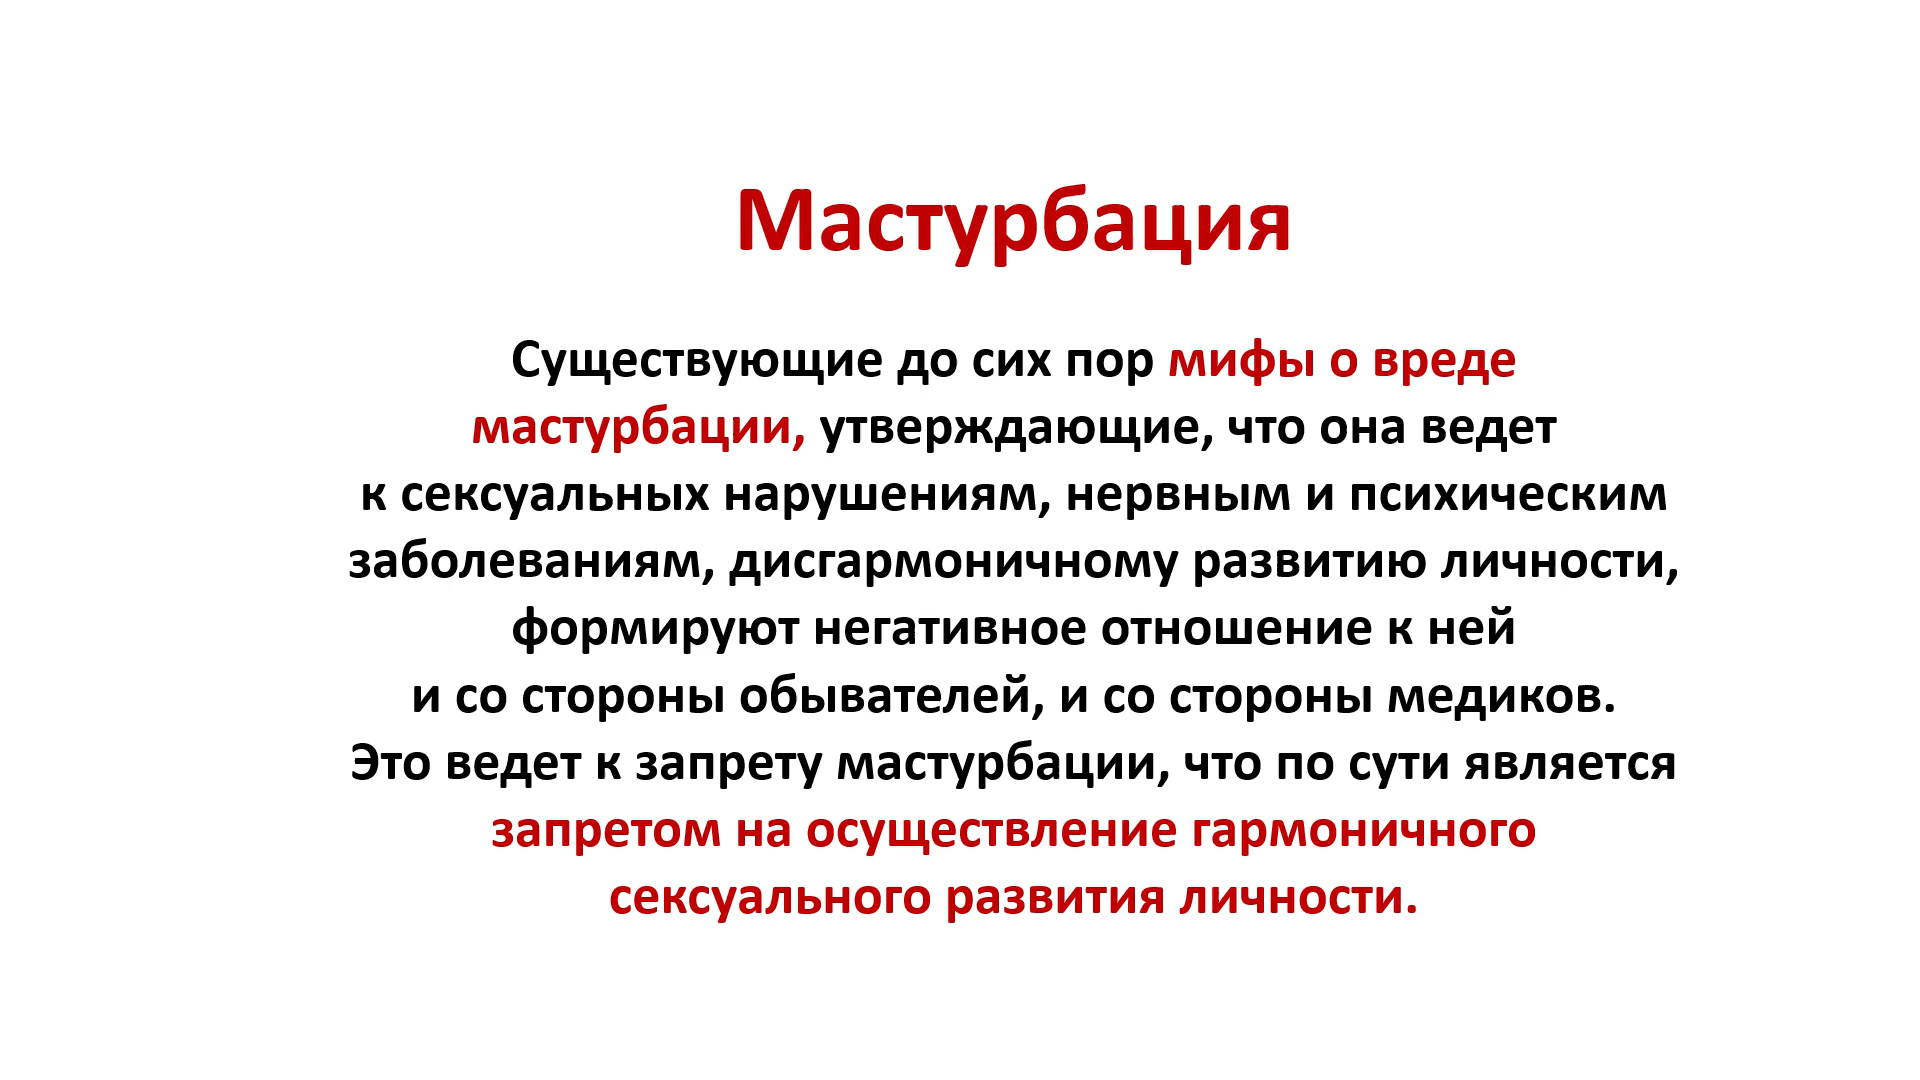 Мастурбация
Существующие до сих пор мифы о вреде
мастурбации, утверждающие, что она ведет
к сексуальных нарушениям, нервным и психическим
заболеваниям, дисгармоничному развитию личности,
формируют негативное отношение к ней
и со стороны обывателей, и со стороны медиков.
Это ведет к запрету мастурбации, что по сути является
запретом на осуществление гармоничного
сексуального развития личности.